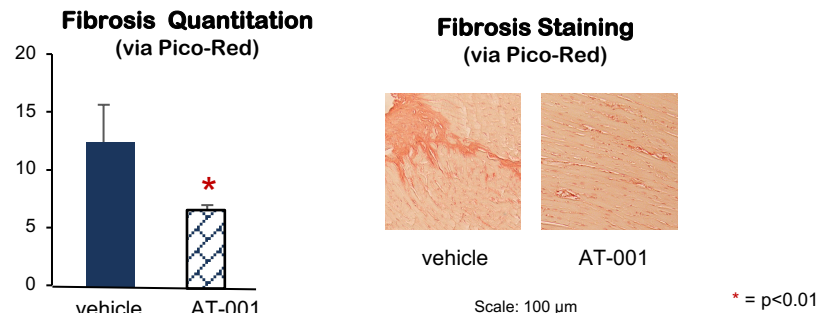 Fibrosis Quantitation
(via Pico-Red)
20
15
10
5
0
*
vehicle AT-001
Fibrosis Staining
(via Pico-Red)
vehicle AT-001
Scale: 100 µm
* = p<0.01